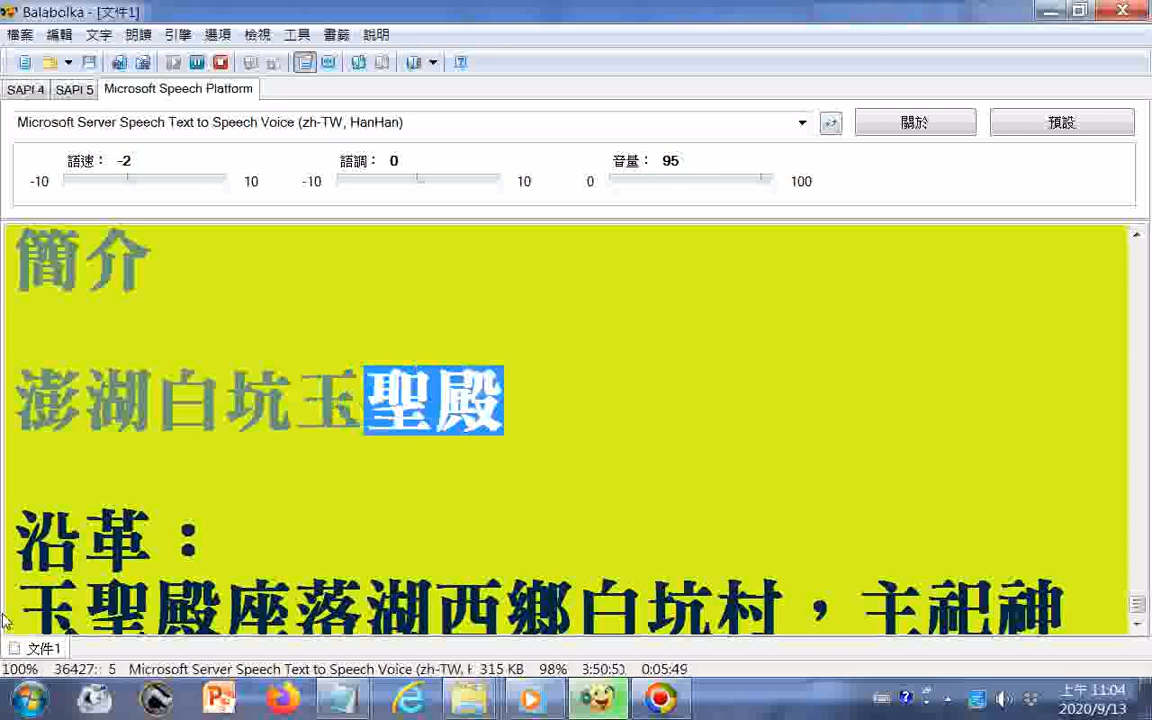 Balabolka - [文件1]
檔案 編輯 文字 朗讀 引擎 選項 檢視 工具 書籤 說明
SAPI 4 SAPI 5 Microsoft Speech Platform
Microsoft Server Speech Text to Speech Voice (zh-TW, HanHan) 關於 預設
語速： -2 語調： 0 音量： 95
-10 10 -10 10 0 100
簡介
澎湖白坑玉聖殿
沿革：
玉聖殿座落湖西鄉白坑村，主祀神
文件1
100% 36427: 5 Microsoft Server Speech Text to Speech Voice (zh-TW, H 315 KB 98% 3:50:50 0:05:49
上午 11:04
2020/9/13